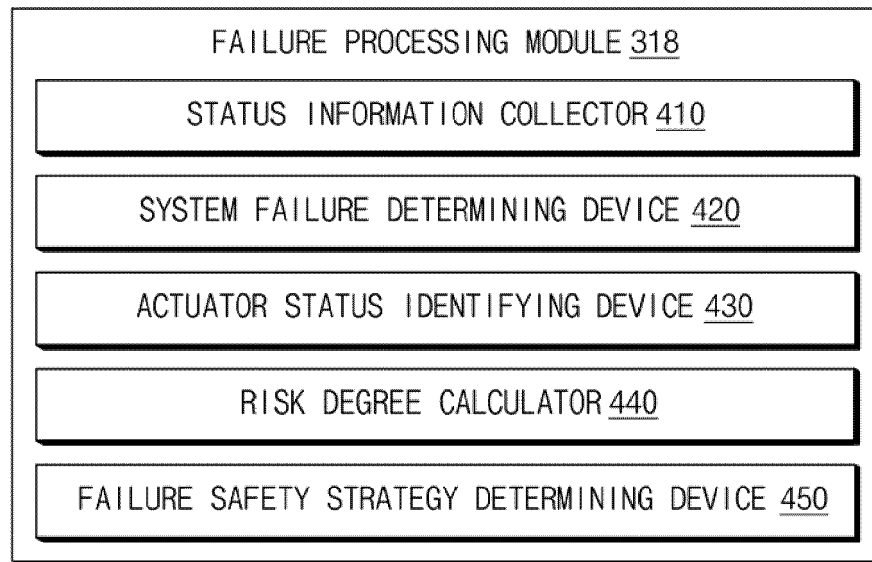 FAILURE PROCESSING MODULE 318
STATUS INFORMATION COLLECTOR 410
SYSTEM FAILURE DETERMINING DEVICE 420
ACTUATOR STATUS IDENTIFYING DEVICE 430
RISK DEGREE CALCULATOR 440
FAILURE SAFETY STRATEGY DETERMINING DEVICE 450